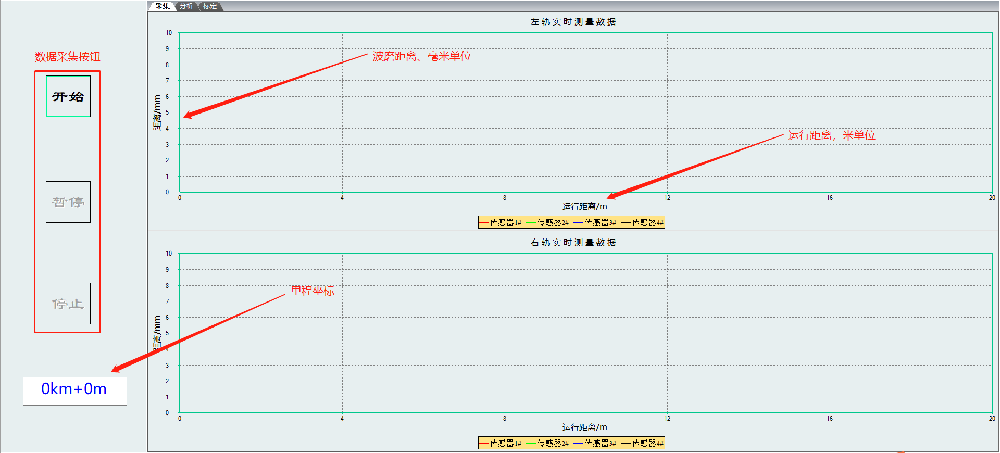 采集 分析 标定
数据采集按钮
开始
暂停
停止
0km+0m
左轨实时测量数据
10
9
8
7
6
5
4
3
2
1
0
距离/mm
波磨距离、毫米单位
运行距离，米单位
0 4 8 12 16 20
运行距离/m
传感器1# 传感器2# 传感器3# 传感器4#
右轨实时测量数据
10
9
8
7
6
5
4
3
2
1
0
距离/mm
里程坐标
0 4 8 12 16 20
运行距离/m
传感器1# 传感器2# 传感器3# 传感器4#